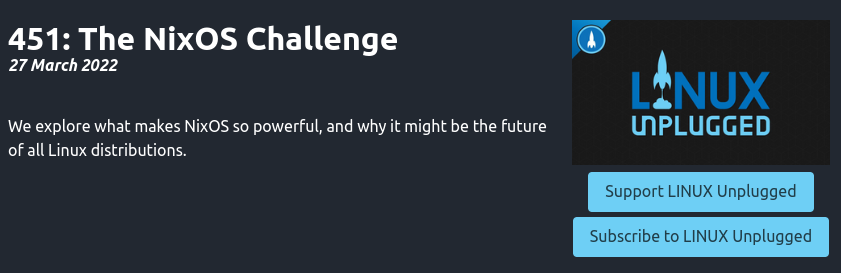 451: The NixOS Challenge
27 March 2022
We explore what makes NixOS so powerful, and why it might be the future
of all Linux distributions.
LINUX
UNPLUGGED
Support LINUX Unplugged
Subscribe to LINUX Unplugged